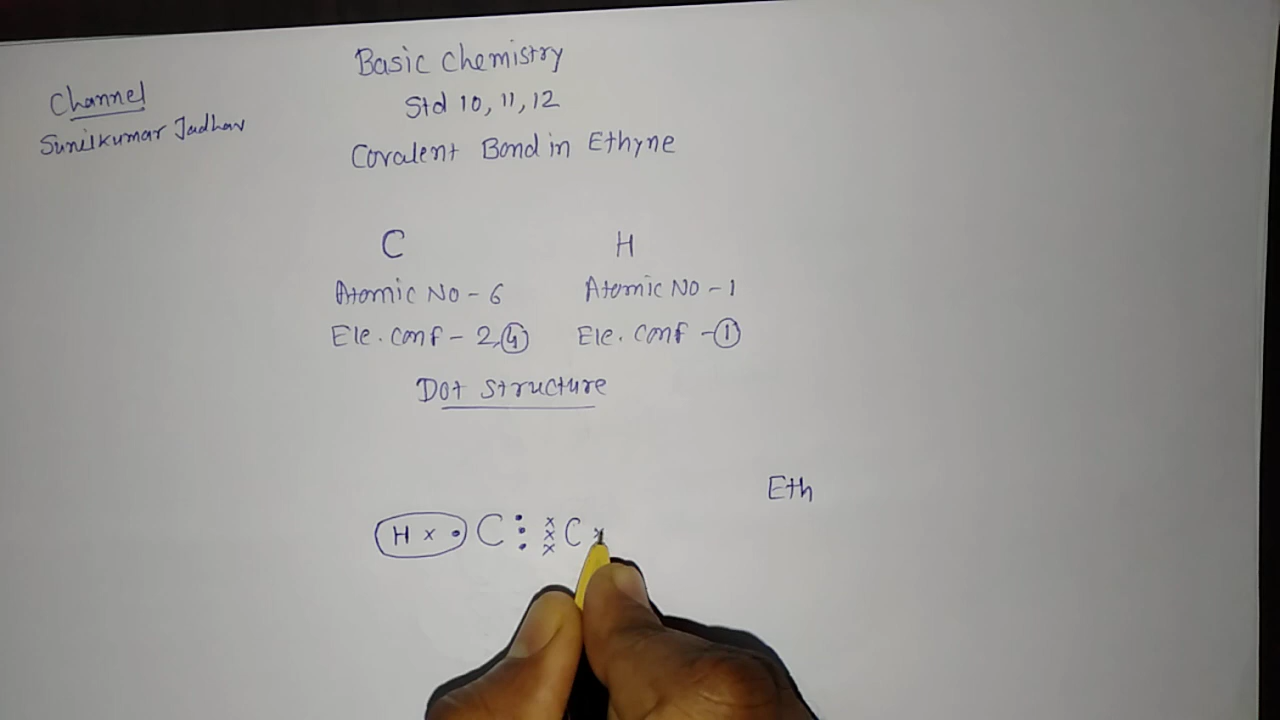 Channel
Sunilkumar Jadhav
Basic Chemistry
Std 10, 11, 12
Covalent Bond in Ethyne
C
H
Atomic No - 6
Atomic No - 1
Ele. Conf - 2,4
Ele. Conf - 1
Dot Structure
Eth
H × • C ⁝ ××× C ×